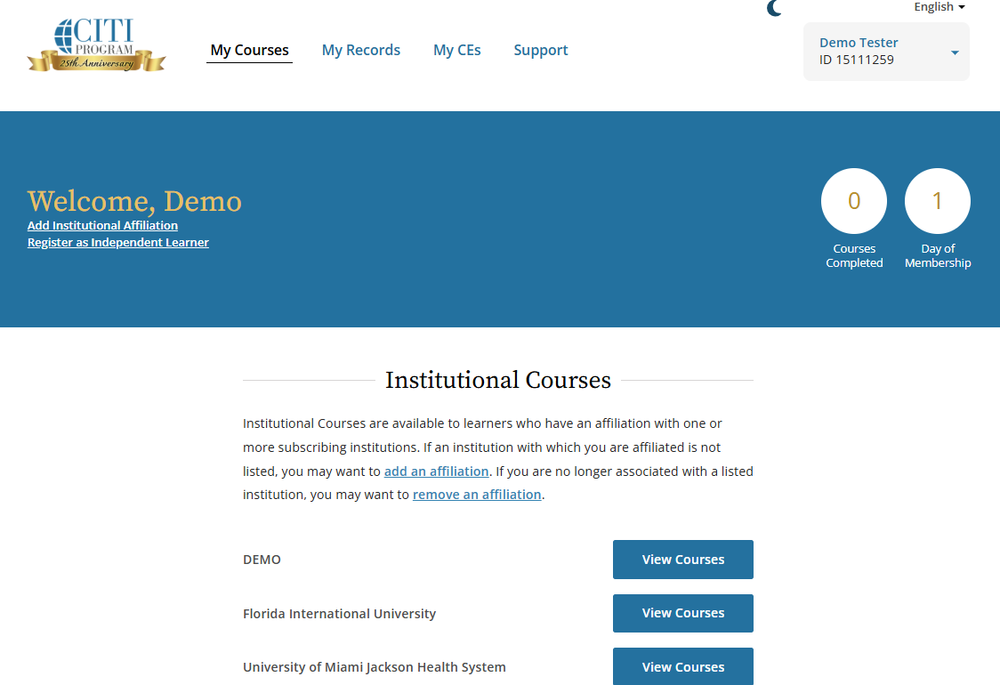 English
CITI
PROGRAM
25th Anniversary
My Courses My Records My CEs Support
Demo Tester
ID 15111259
Welcome, Demo
Add Institutional Affiliation
Register as Independent Learner
0 1
Courses Completed
Day of Membership
Institutional Courses
Institutional Courses are available to learners who have an affiliation with one or
more subscribing institutions. If an institution with which you are affiliated is not
listed, you may want to add an affiliation. If you are no longer associated with a listed
institution, you may want to remove an affiliation.
DEMO View Courses
Florida International University View Courses
University of Miami Jackson Health System View Courses